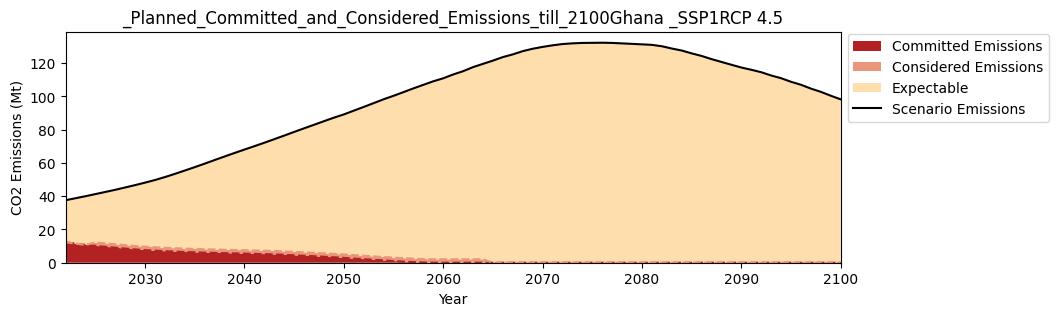 _Planned_Committed_and_Considered_Emissions_till_2100Ghana _SSP1RCP 4.5
CO2 Emissions (Mt)
120
100
80
60
40
20
0
2030 2040 2050 2060 2070 2080 2090 2100
Year
Committed Emissions
Considered Emissions
Expectable
Scenario Emissions